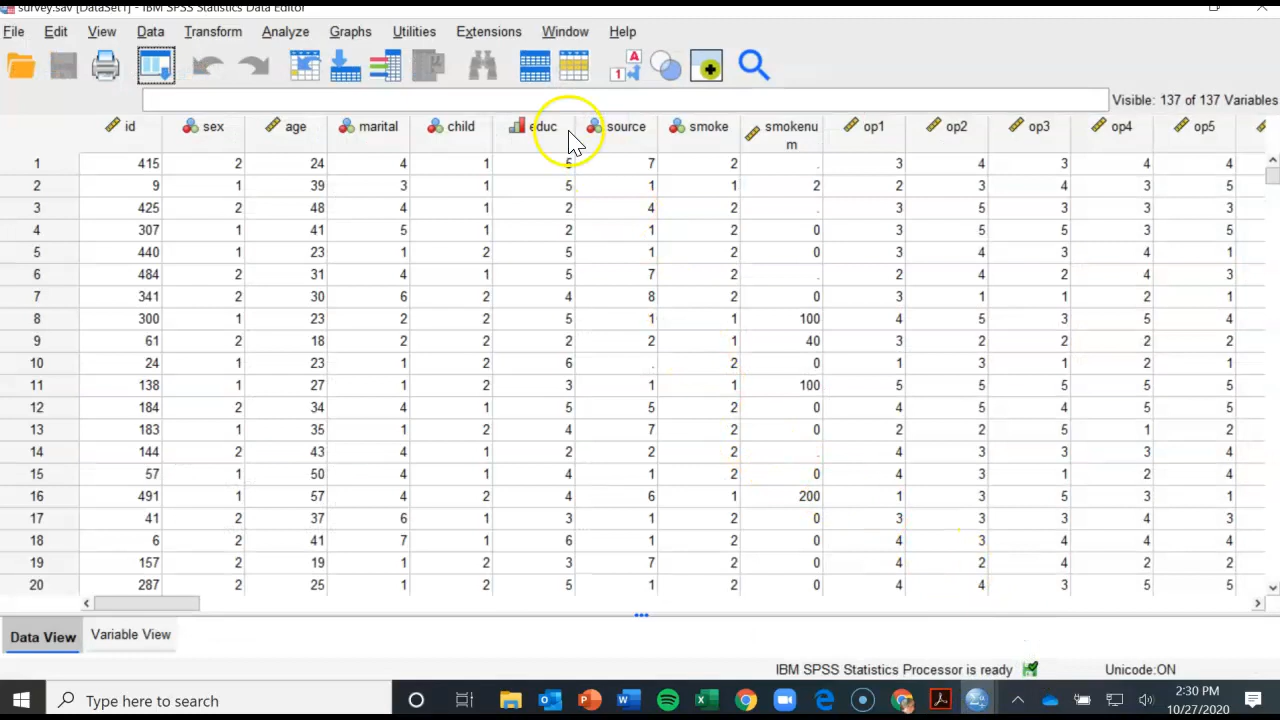 survey.sav [DataSet1] - IBM SPSS Statistics Data Editor
File Edit View Data Transform Analyze Graphs Utilities Extensions Window Help
A
1
Visible: 137 of 137 Variables
id sex age marital child educ source smoke smokenum op1 op2 op3 op4 op5
1 415 2 24 4 1 5 7 2 . 3 4 3 4 4
2 9 1 39 3 1 5 1 1 2 2 3 4 3 5
3 425 2 48 4 1 2 4 2 . 3 5 3 3 3
4 307 1 41 5 1 2 1 2 0 3 5 5 3 5
5 440 1 23 1 2 5 1 2 0 3 4 3 4 1
6 484 2 31 4 1 5 7 2 . 2 4 2 4 3
7 341 2 30 6 2 4 8 2 0 3 1 1 2 1
8 300 1 23 2 2 5 1 1 100 4 5 3 5 4
9 61 2 18 2 2 2 2 1 40 3 2 2 2 2
10 24 1 23 1 2 6 . 2 0 1 3 1 2 1
11 138 1 27 1 2 3 1 1 100 5 5 5 5 5
12 184 2 34 4 1 5 5 2 0 4 5 4 5 5
13 183 1 35 1 2 4 7 2 0 2 2 5 1 2
14 144 2 43 4 1 2 2 2 . 4 3 3 3 4
15 57 1 50 4 1 4 1 2 0 4 3 1 2 4
16 491 1 57 4 2 4 6 1 200 1 3 5 3 1
17 41 2 37 6 1 3 1 2 0 3 3 3 4 3
18 6 2 41 7 1 6 1 2 0 4 3 4 4 4
19 157 2 19 1 2 3 7 2 0 4 2 4 2 2
20 287 2 25 1 2 5 1 2 0 4 4 3 5 5
Data View Variable View
IBM SPSS Statistics Processor is ready Unicode:ON
Type here to search
2:30 PM
10/27/2020